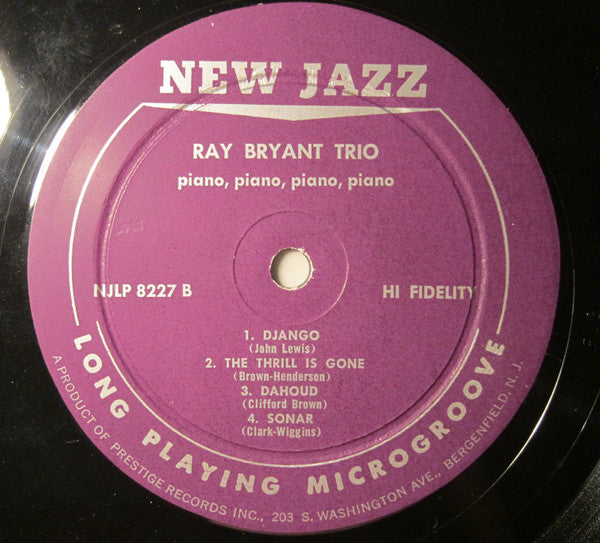 NEW JAZZ
RAY BRYANT TRIO
piano, piano, piano, piano
NJLP 8227 B
HI FIDELITY
1. DJANGO
(John Lewis)
2. THE THRILL IS GONE
(Brown-Henderson)
3. DAHOUD
(Clifford Brown)
4. SONAR
(Clark-Wiggins)
LONG PLAYING MICROGROOVE
A PRODUCT OF PRESTIGE RECORDS INC., 203 S. WASHINGTON AVE., BERGENFIELD, N. J.